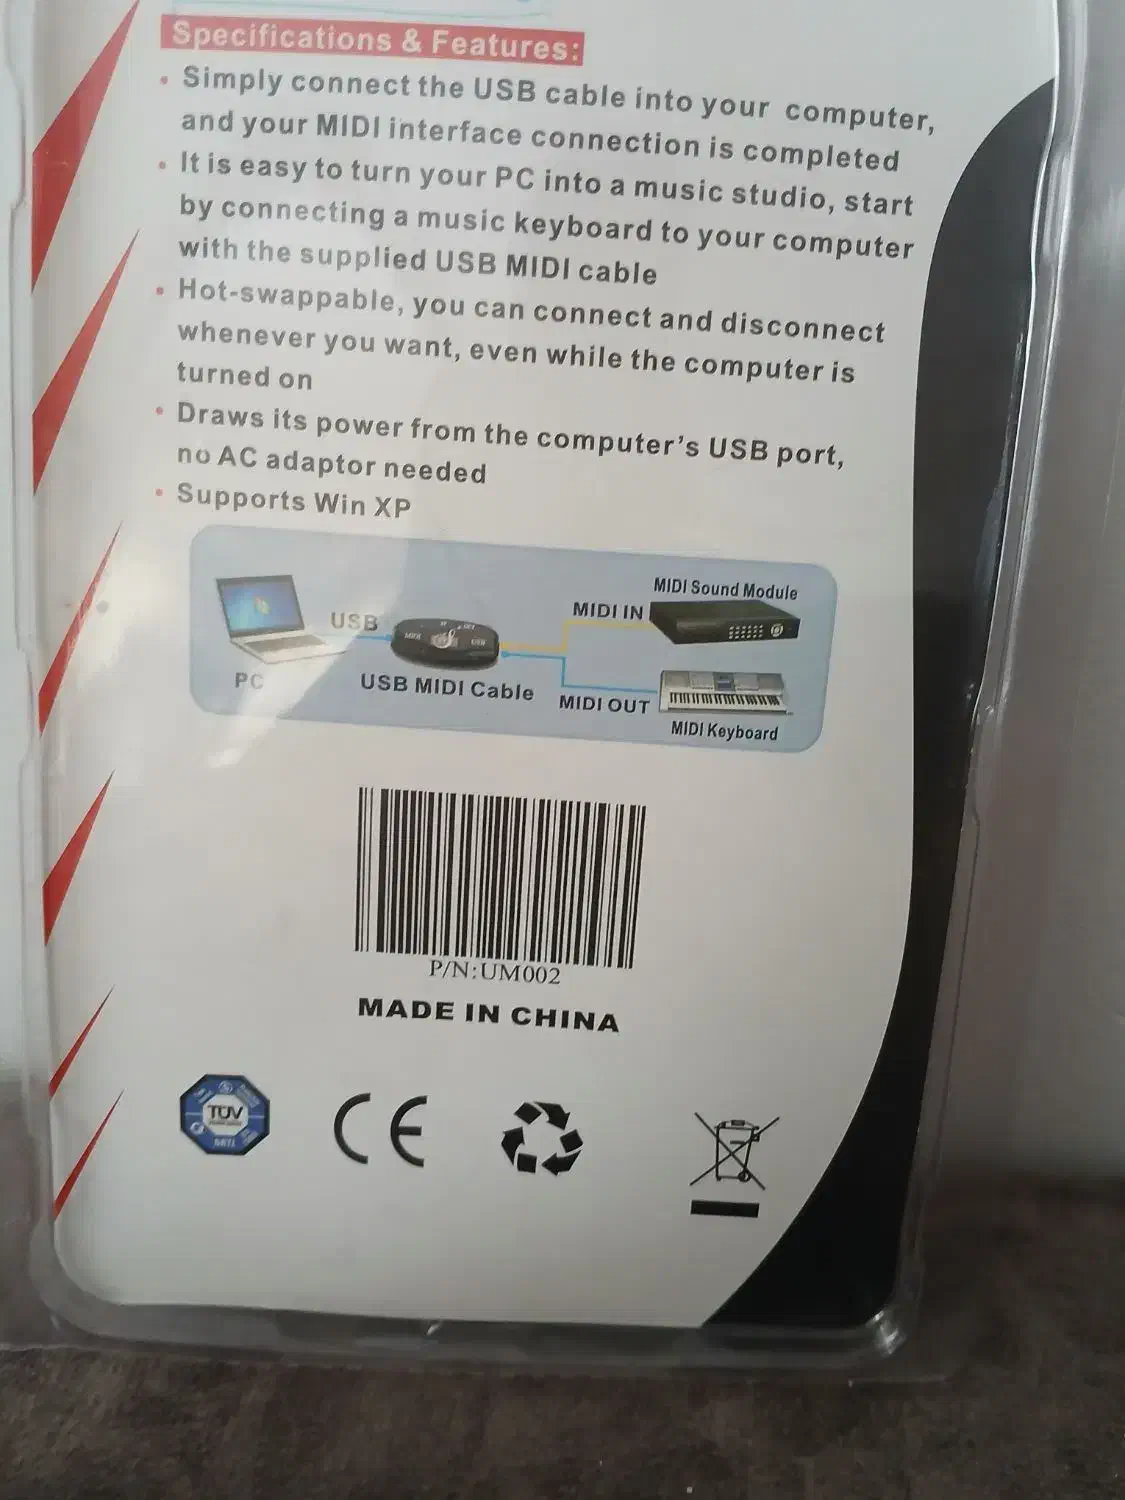 Specifications & Features:
• Simply connect the USB cable into your computer,
and your MIDI interface connection is completed
• It is easy to turn your PC into a music studio, start
by connecting a music keyboard to your computer
with the supplied USB MIDI cable
• Hot-swappable, you can connect and disconnect
whenever you want, even while the computer is
turned on
• Draws its power from the computer's USB port,
no AC adaptor needed
• Supports Win XP
MIDI Sound Module
MIDI IN
USB
MIDI
USB
PC
USB MIDI Cable
MIDI OUT
MIDI Keyboard
P/N:UM002
MADE IN CHINA
TÜV
NRTL
CE